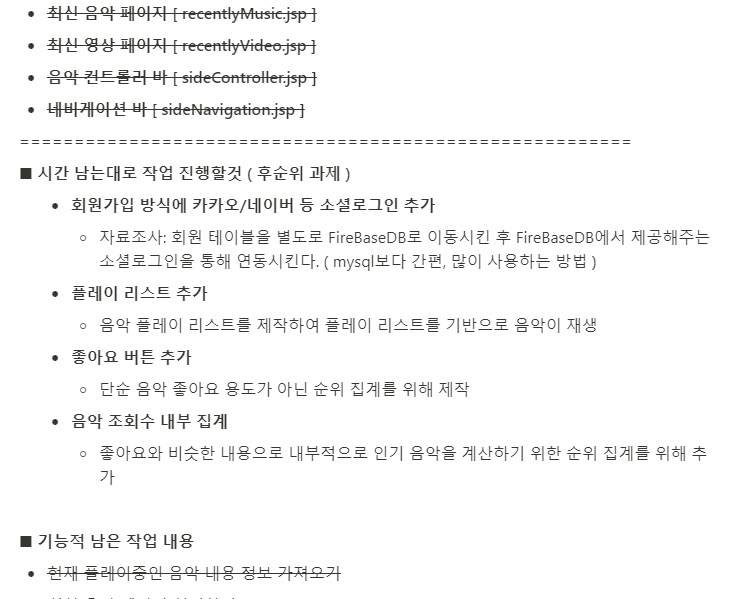 최신 음악 페이지 [ recentlyMusic.jsp ]
최신 영상 페이지 [ recentlyVideo.jsp ]
음악 컨트롤러 바 [ sideController.jsp ]
네비게이션 바 [ sideNavigation.jsp ]
========================================================
■ 시간 남는대로 작업 진행할것 ( 후순위 과제 )
회원가입 방식에 카카오/네이버 등 소셜로그인 추가
자료조사: 회원 테이블을 별도로 FireBaseDB로 이동시킨 후 FireBaseDB에서 제공해주는
소셜로그인을 통해 연동시킨다. ( mysql보다 간편, 많이 사용하는 방법 )
플레이 리스트 추가
음악 플레이 리스트를 제작하여 플레이 리스트를 기반으로 음악이 재생
좋아요 버튼 추가
단순 음악 좋아요 용도가 아닌 순위 집계를 위해 제작
음악 조회수 내부 집계
좋아요와 비슷한 내용으로 내부적으로 인기 음악을 계산하기 위한 순위 집계를 위해 추
가
■ 기능적 남은 작업 내용
현재 플레이중인 음악 내용 정보 가져오기